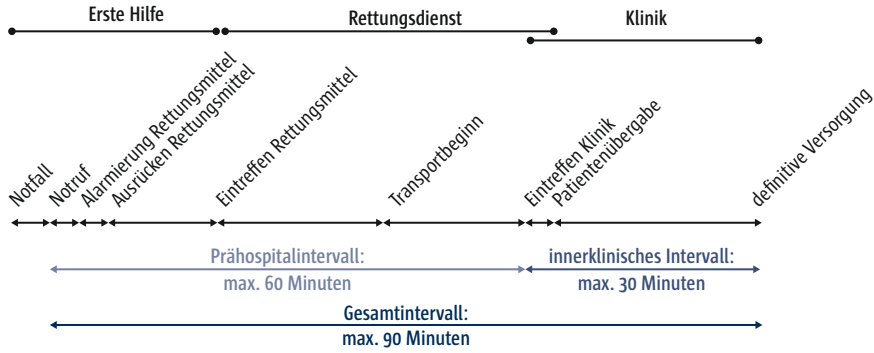 Erste Hilfe
Rettungsdienst
Klinik
Notfall
Notruf
Alarmierung Rettungsmittel
Ausrücken Rettungsmittel
Eintreffen Rettungsmittel
Transportbeginn
Eintreffen Klinik
Patientenübergabe
definitive Versorgung
Prähospitalintervall:
max. 60 Minuten
innerklinisches Intervall:
max. 30 Minuten
Gesamtintervall:
max. 90 Minuten